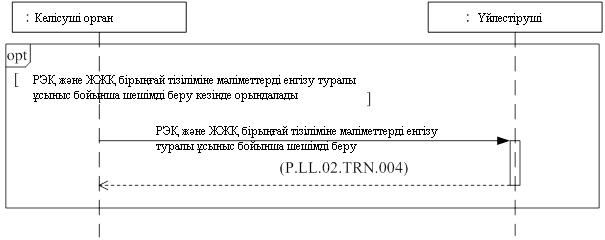 : Келісуші орган
: Үйлестіруші
opt
[ РЭҚ және ЖЖҚ бірыңғай тізіліміне мәліметтерді енгізу туралы
ұсыныс бойынша шешімді беру кезінде орындалады ]
РЭҚ және ЖЖҚ бірыңғай тізіліміне мәліметтерді енгізу
туралы ұсыныс бойынша шешімді беру
(P.LL.02.TRN.004)